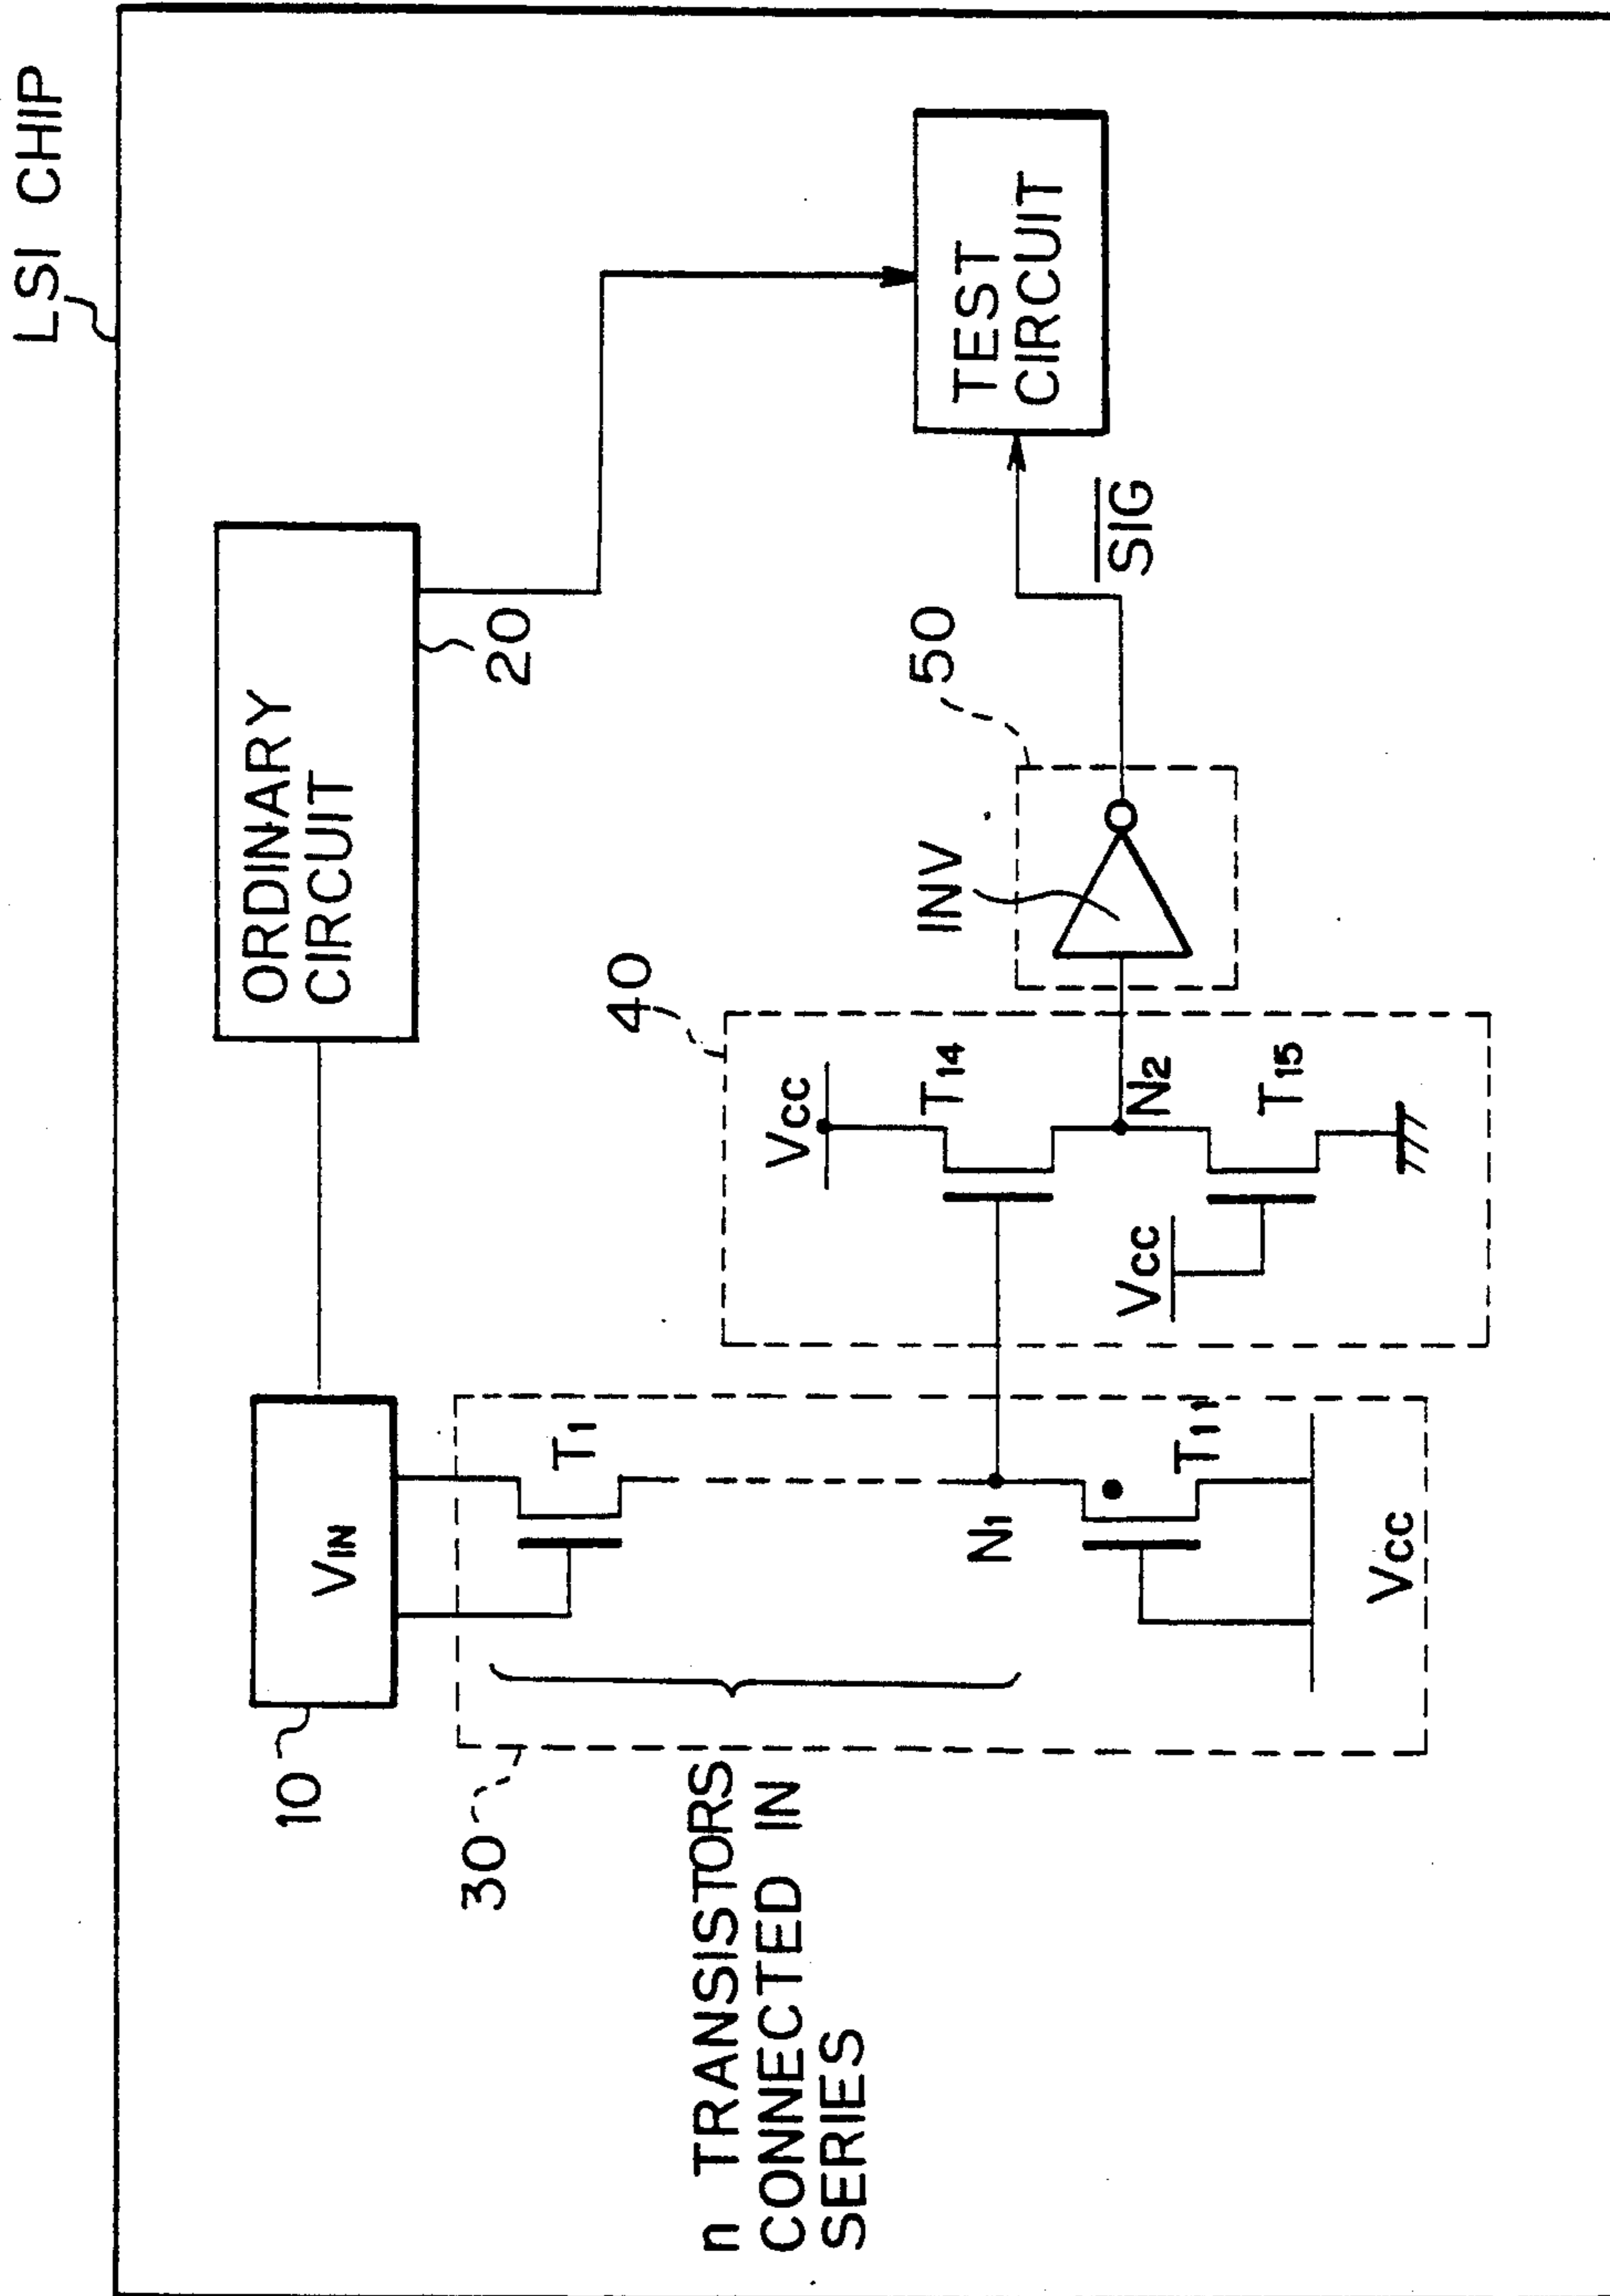 LSI CHIP
ORDINARY
CIRCUIT
20
VIN
10
30
T1
N1
T11
VCC
n TRANSISTORS
CONNECTED IN
SERIES
40
VCC
T14
N2
VCC
T15
50
INV
SIG
TEST
CIRCUIT